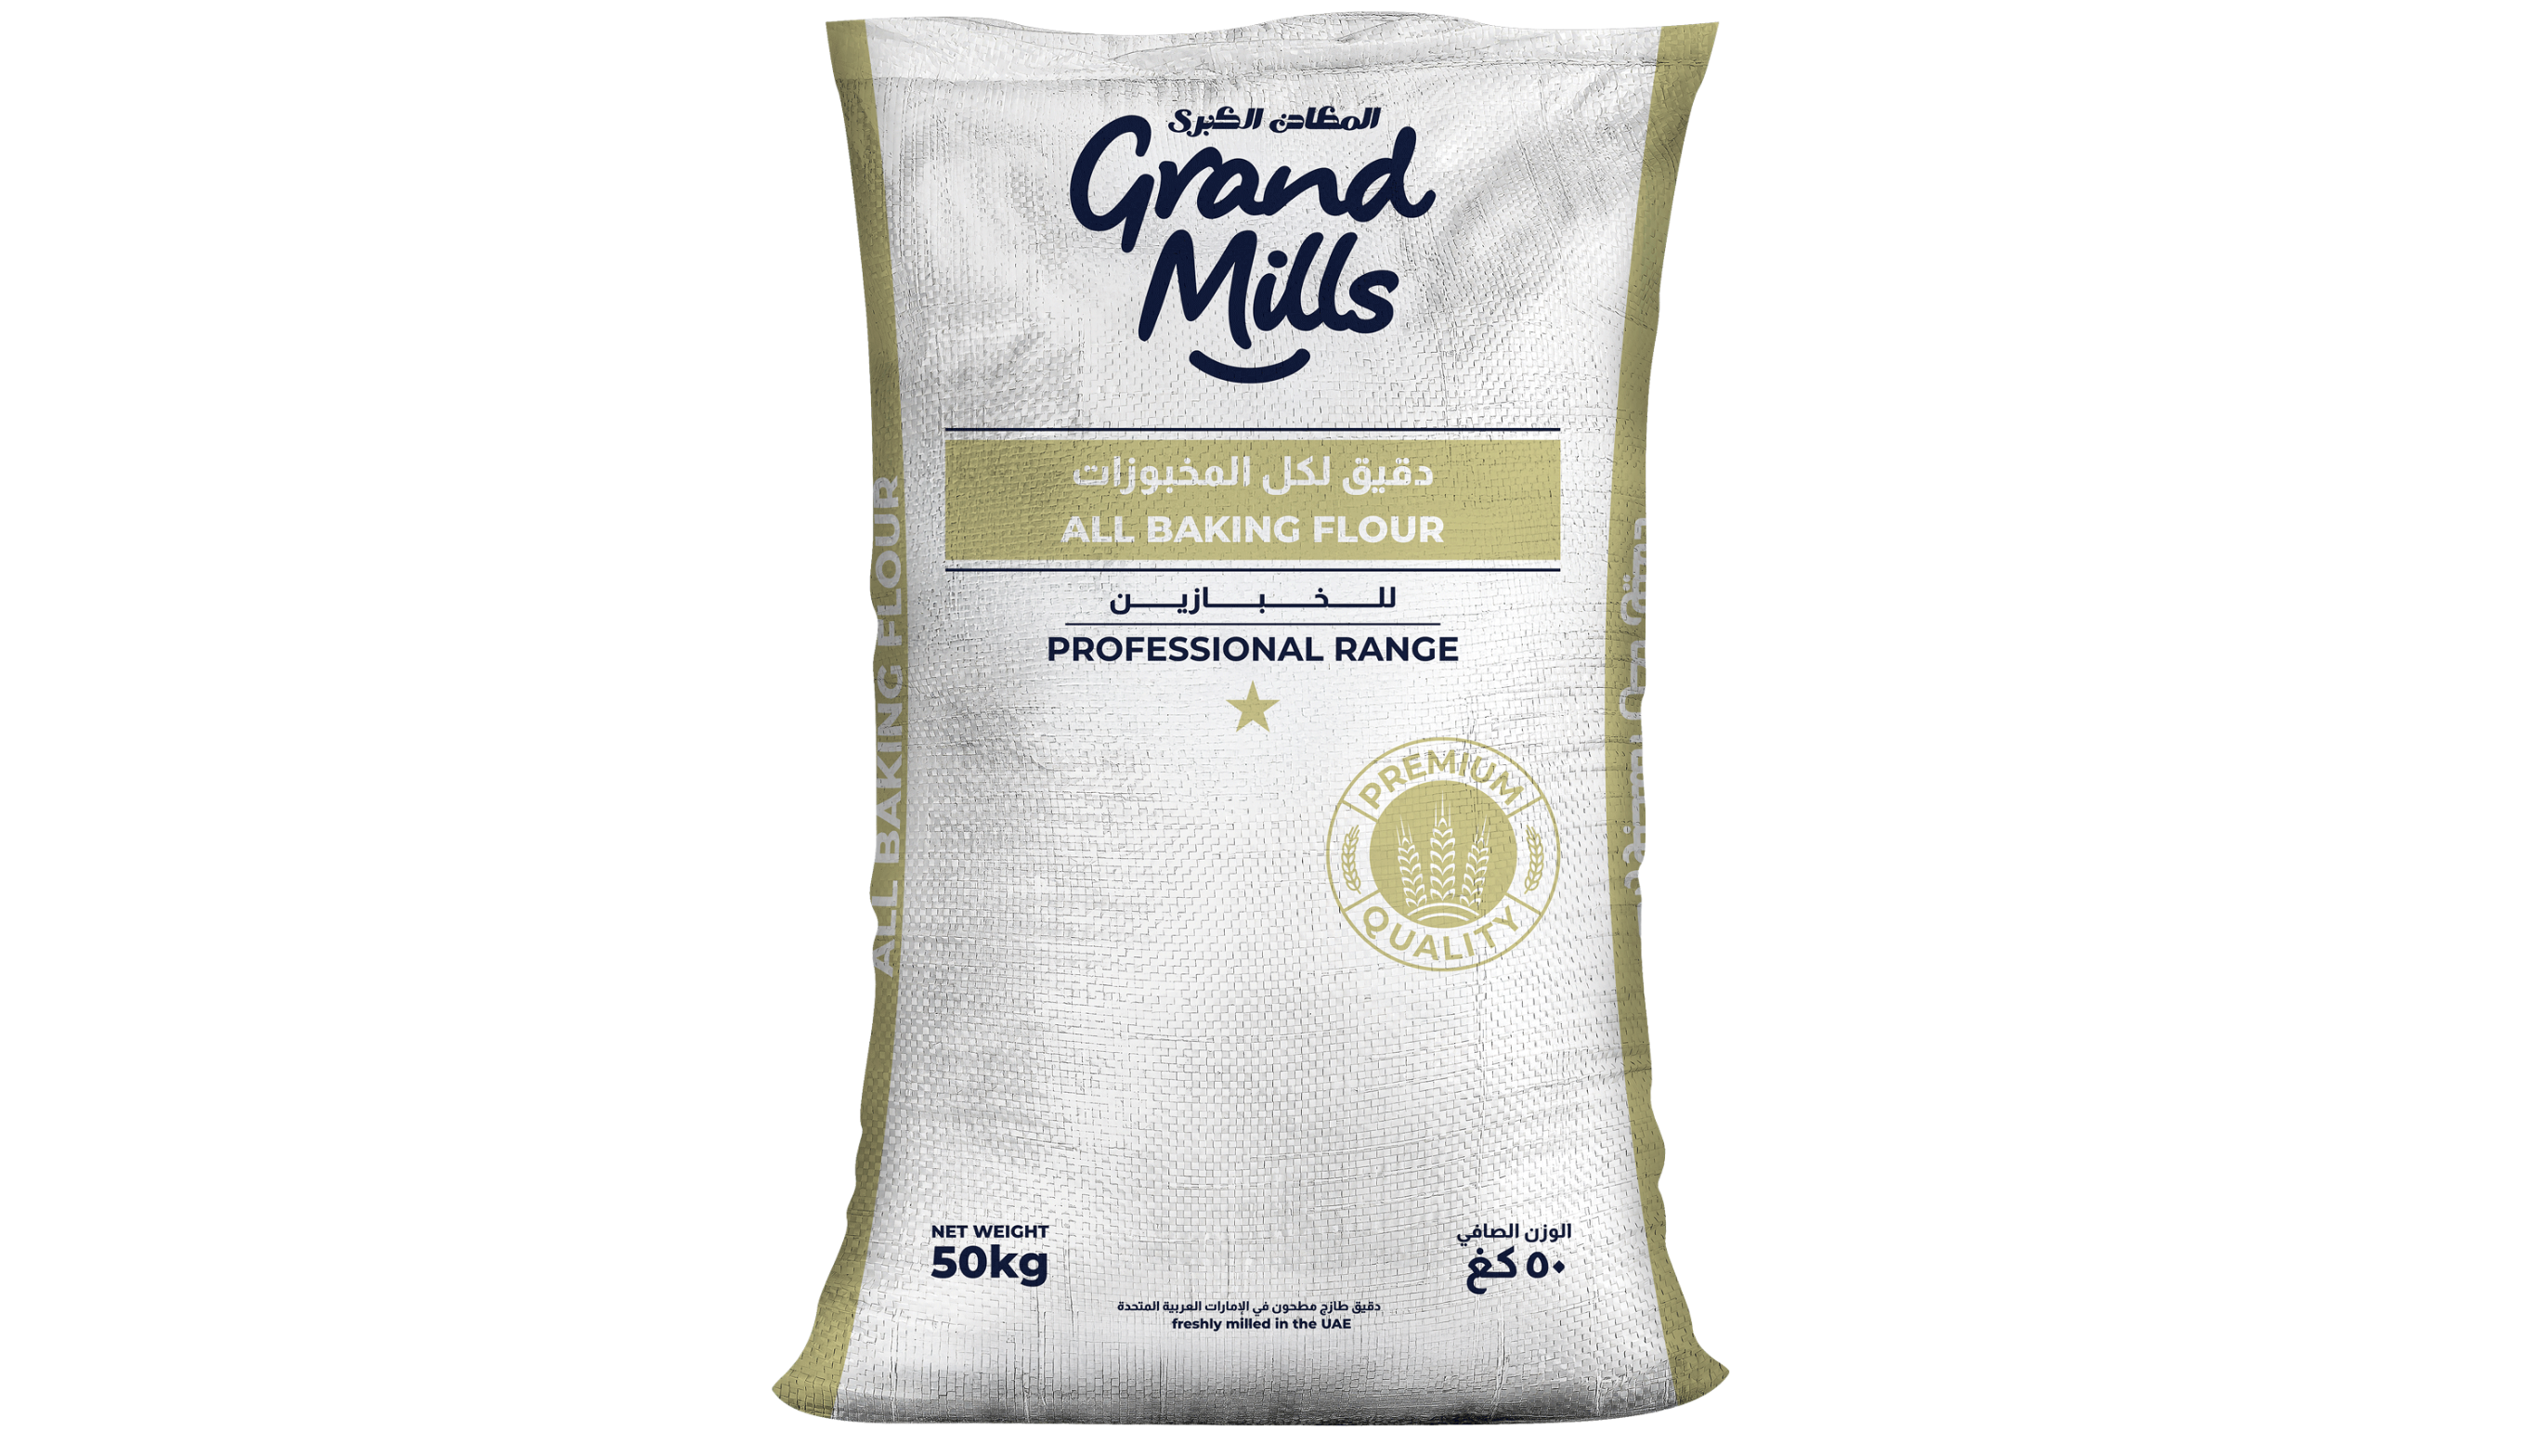 المطاحن الكبرى
Grand
Mills
دقيق لكل المخبوزات
ALL BAKING FLOUR
للخبازين
PROFESSIONAL RANGE
PREMIUM
QUALITY
ALL BAKING FLOUR
NET WEIGHT
50kg
الوزن الصافي
٥٠ كغ
دقيق طازج مطحون في الإمارات العربية المتحدة
freshly milled in the UAE